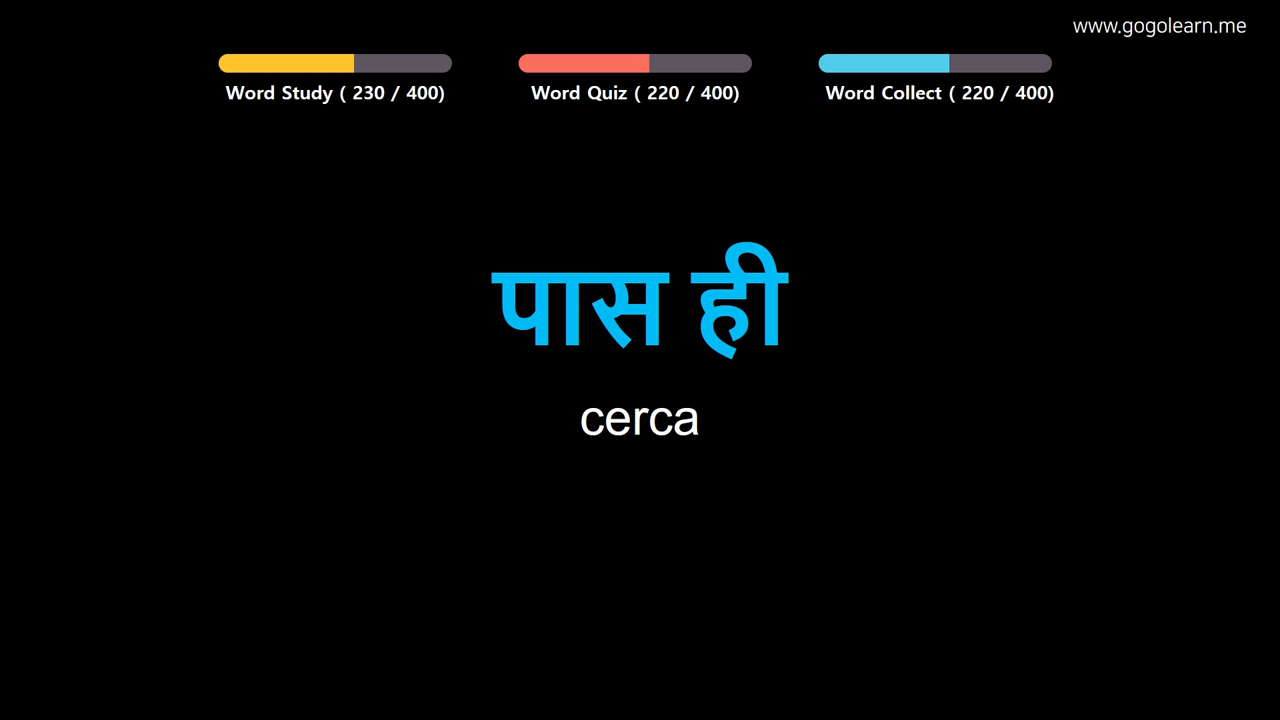 www.gogolearn.me
Word Study ( 230 / 400)
Word Quiz ( 220 / 400)
Word Collect ( 220 / 400)
पास ही
cerca